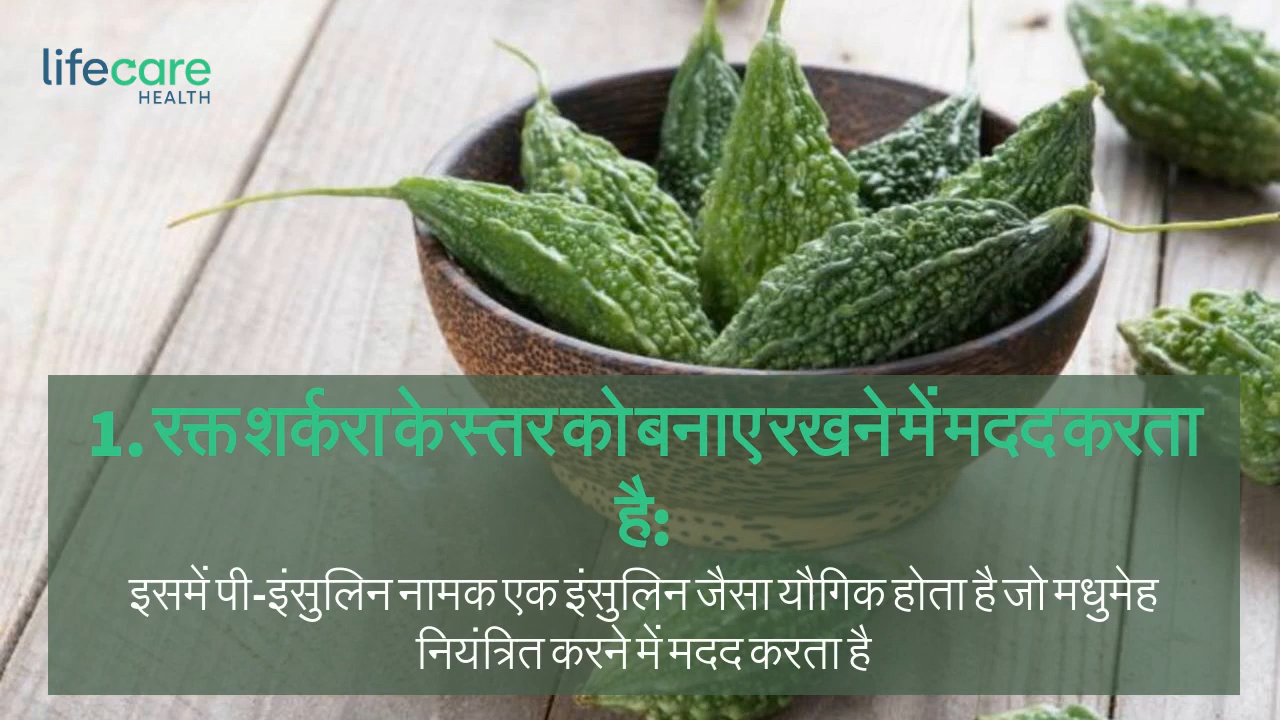 lifecare
HEALTH
1. रक्त शर्करा के स्तर को बनाए रखने में मदद करता
है:
इसमें पी-इंसुलिन नामक एक इंसुलिन जैसा यौगिक होता है जो मधुमेह
नियंत्रित करने में मदद करता है